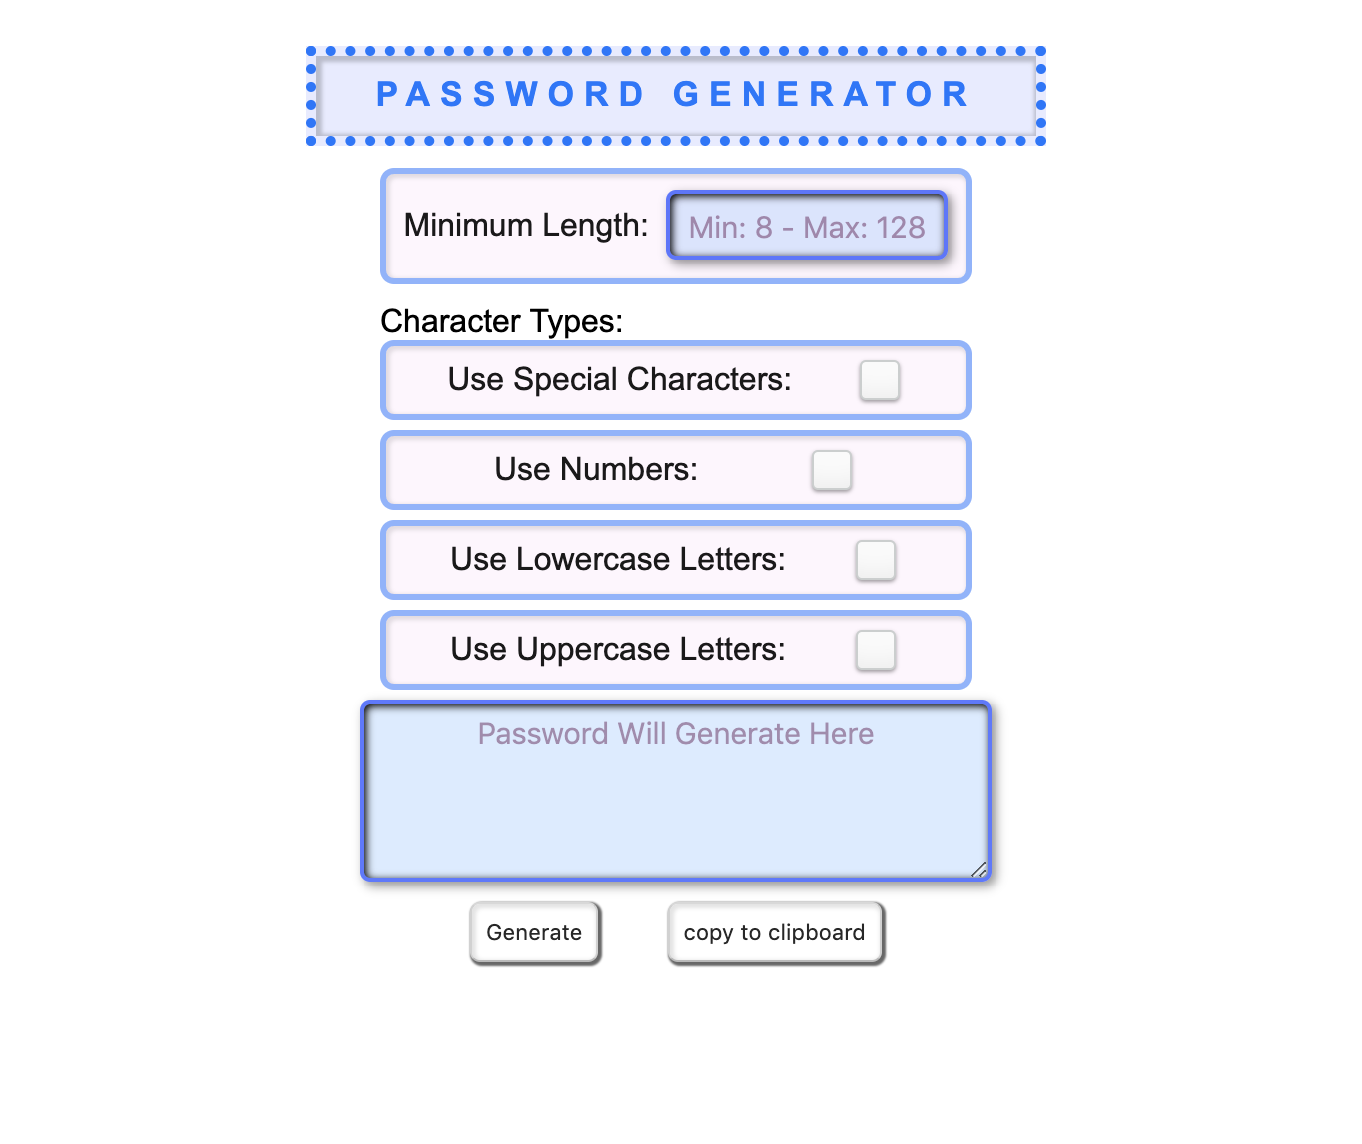 PASSWORD GENERATOR
Minimum Length: Min: 8 - Max: 128
Character Types:
Use Special Characters:
Use Numbers:
Use Lowercase Letters:
Use Uppercase Letters:
Password Will Generate Here
Generate copy to clipboard